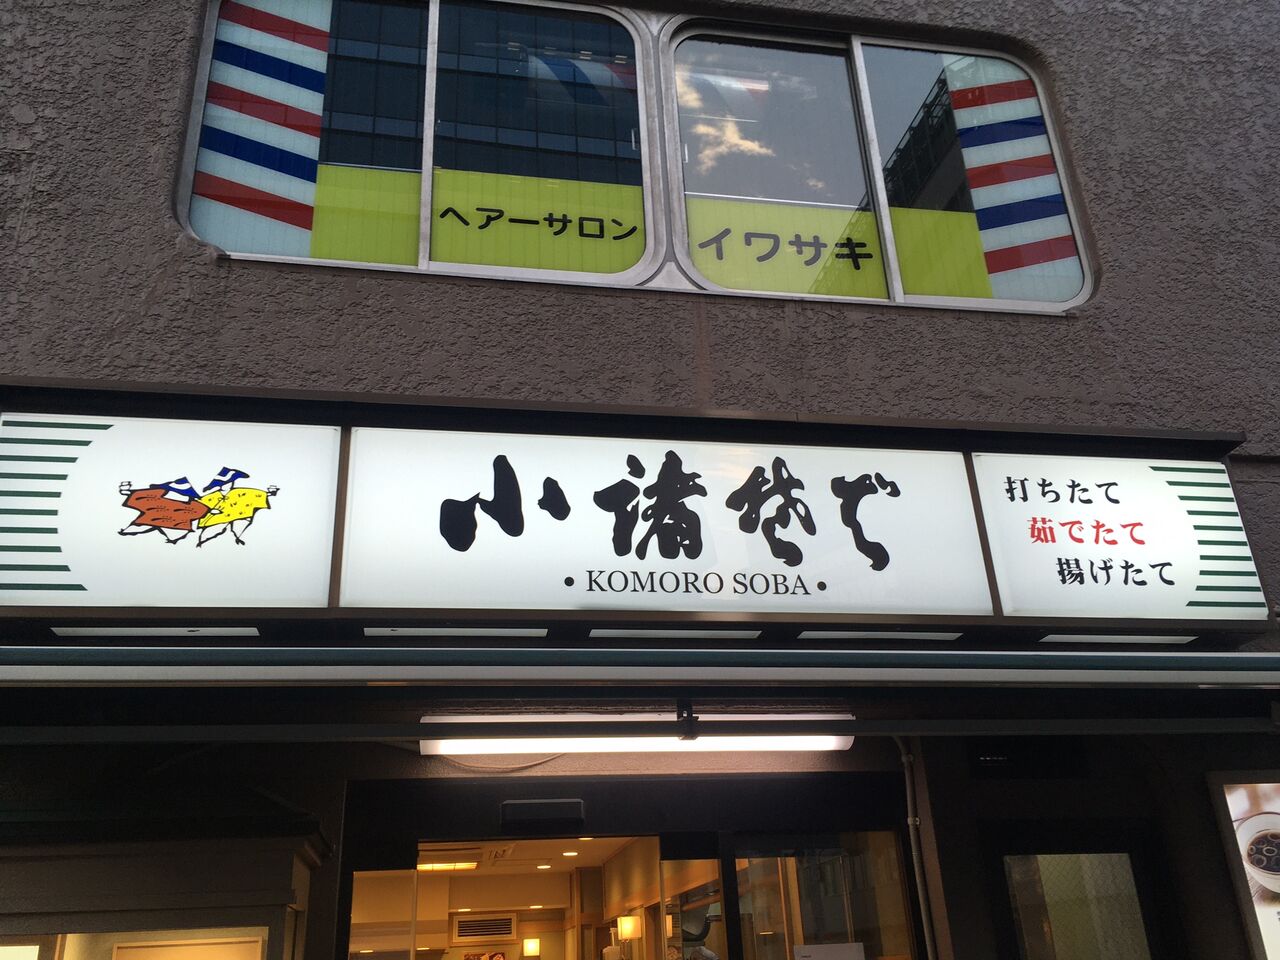 ヘアーサロン イワサキ
小諸そば
• KOMORO SOBA •
打ちたて
茹でたて
揚げたて